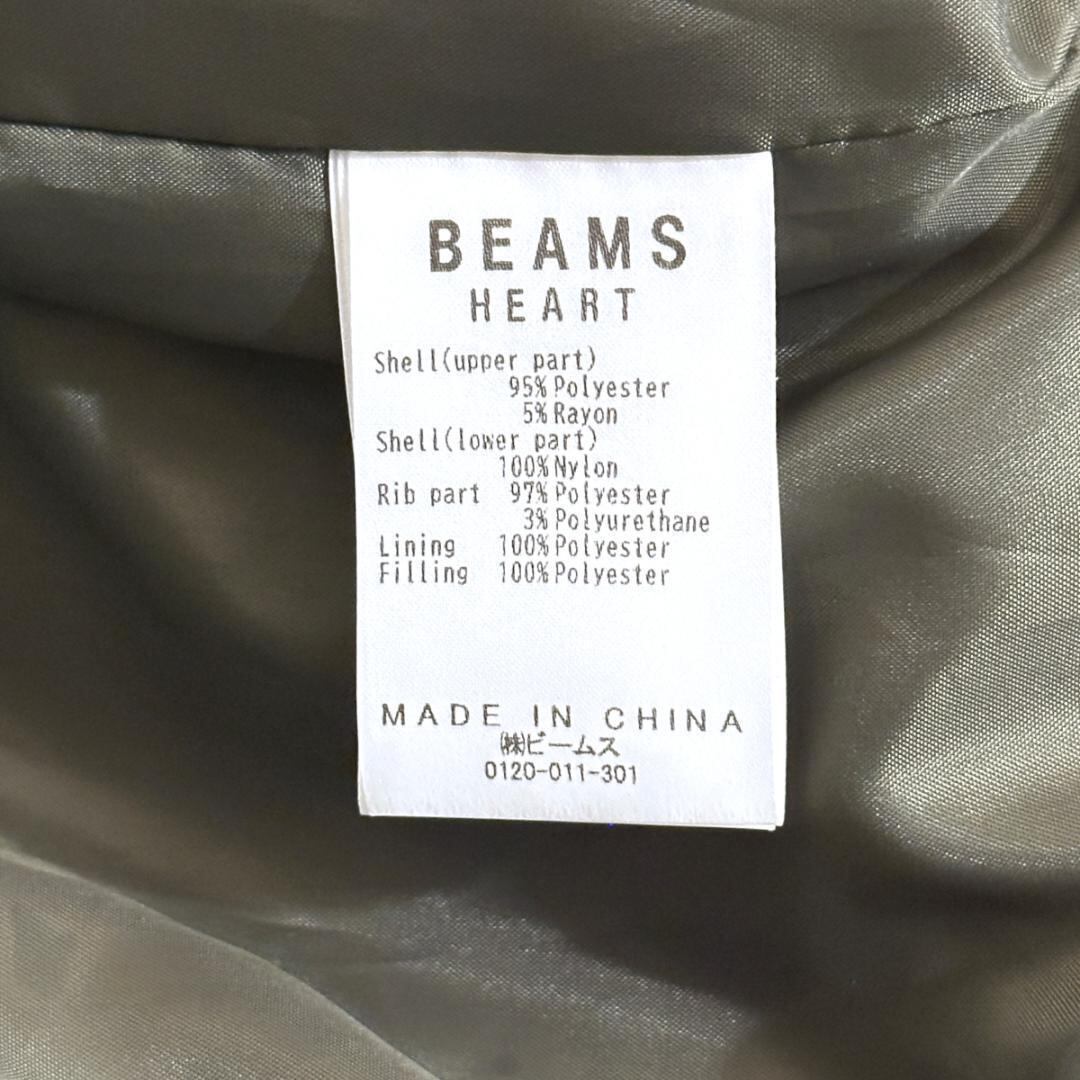 BEAMS
HEART
Shell(upper part)
95%Polyester
5%Rayon
Shell(lower part)
100%Nylon
Rib part 97%Polyester
3%Polyurethane
Lining 100%Polyester
Filling 100%Polyester
MADE IN CHINA
㈱ビームス
0120-011-301